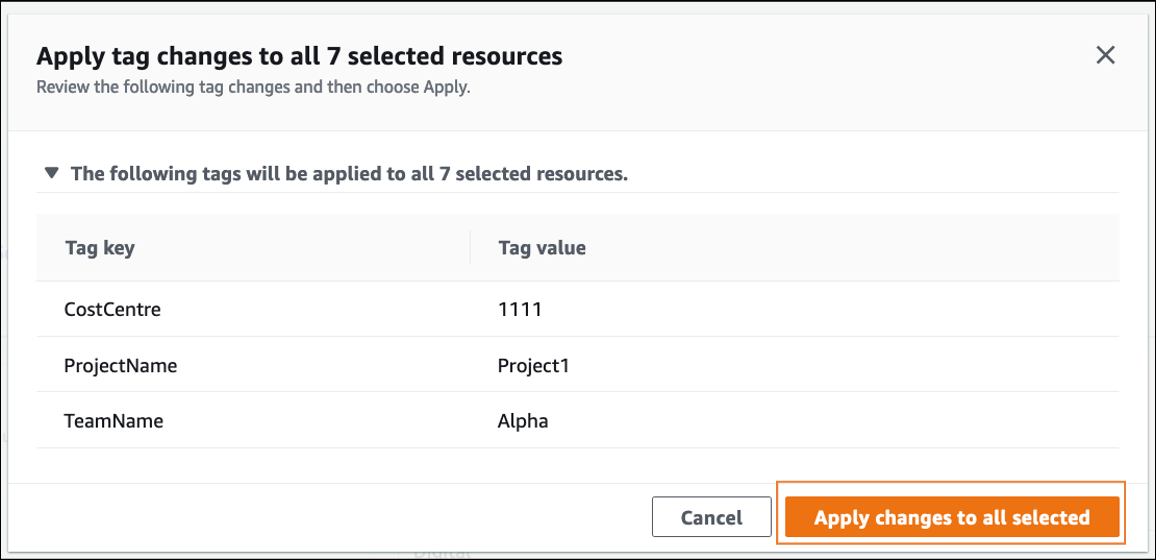 Apply tag changes to all 7 selected resources
Review the following tag changes and then choose Apply.
The following tags will be applied to all 7 selected resources.
Tag key Tag value
CostCentre 1111
ProjectName Project1
TeamName Alpha
Cancel Apply changes to all selected
Digital